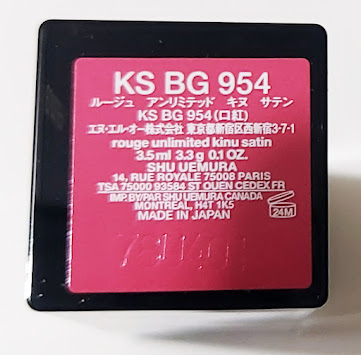 KS BG 954
ルージュ アンリミテッド キヌ サテン
KS BG 954(口紅)
エヌ・エル・オー株式会社 東京都新宿区西新宿3-7-1
rouge unlimited kinu satin
3.5 ml 3.3 g 0.1 OZ.
SHU UEMURA
14, RUE ROYALE 75008 PARIS
TSA 75000 93584 ST OUEN CEDEX FR
IMP.BY/PAR SHU UEMURA CANADA
MONTREAL, H4T 1K5
MADE IN JAPAN
24M